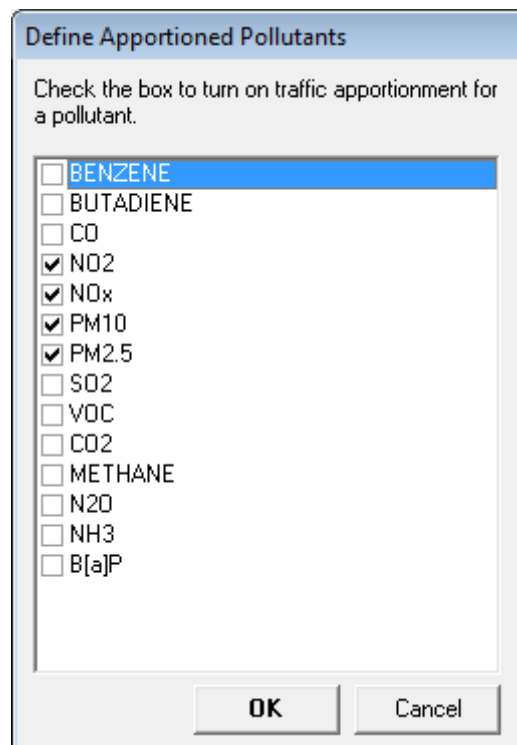 Define Apportioned Pollutants
Check the box to turn on traffic apportionment for
a pollutant.
BENZENE
BUTADIENE
CO
NO2
NOx
PM10
PM2.5
SO2
VOC
CO2
METHANE
N2O
NH3
B[a]P
OK
Cancel